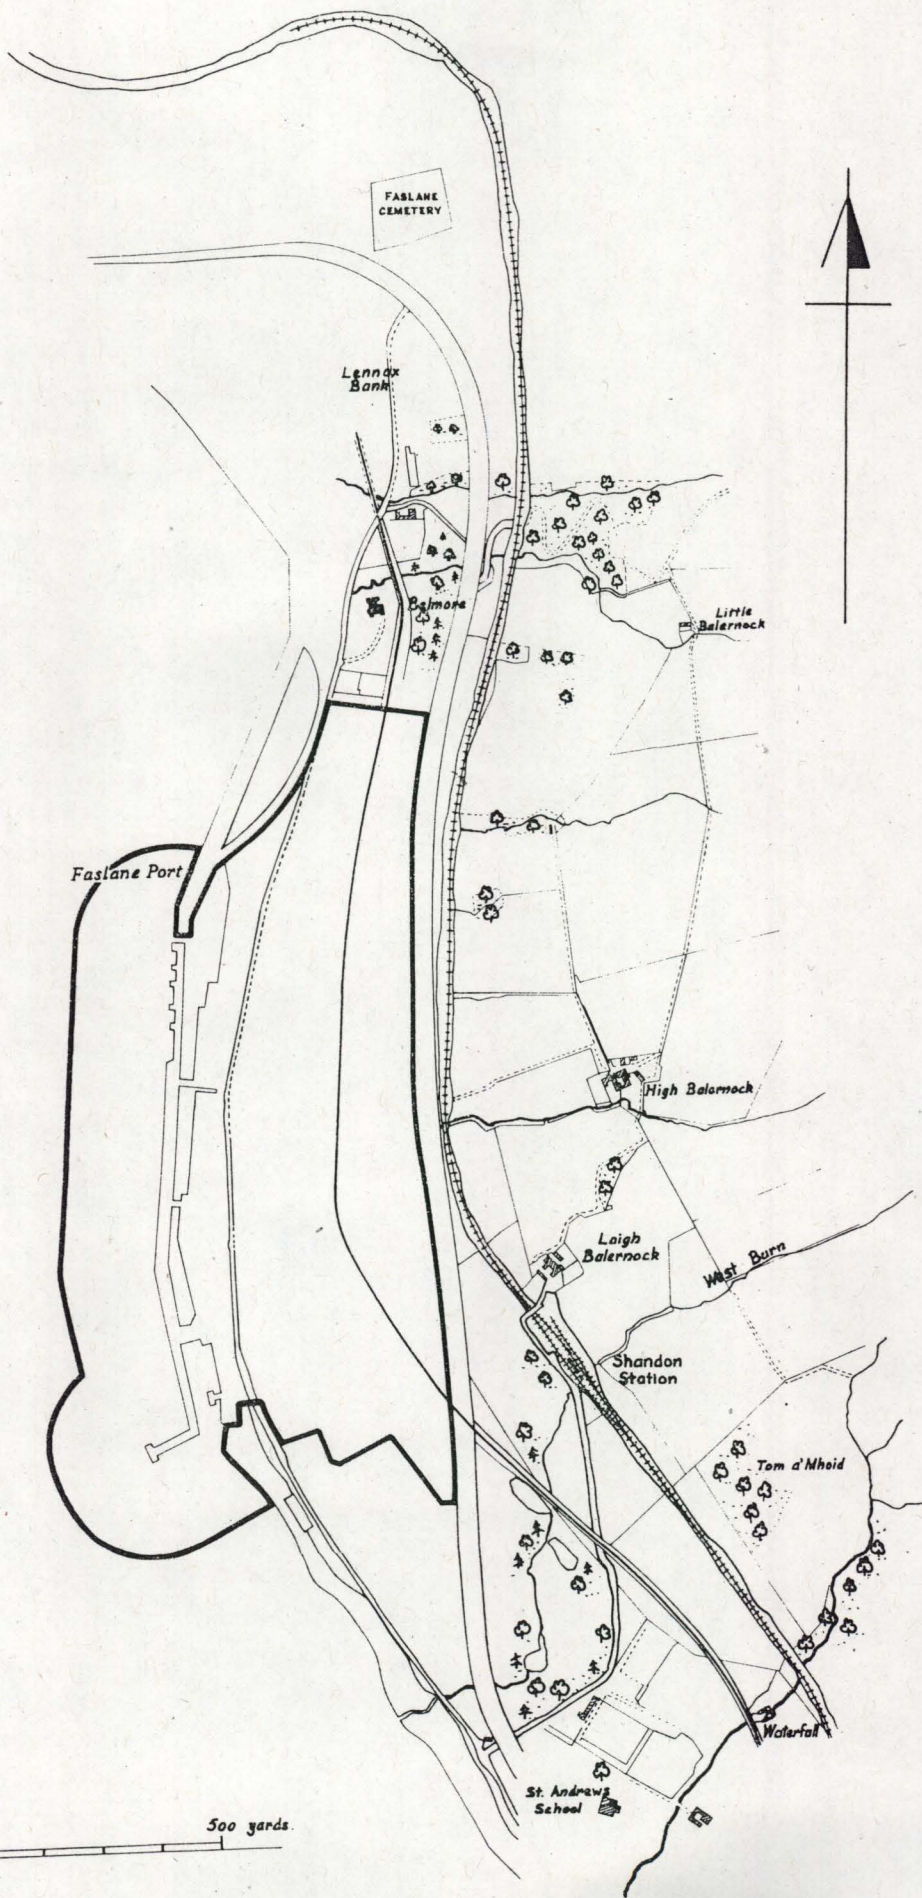 FASLANE
CEMETERY
Lennox
Bank
Belmore
Little
Balernock
Faslane Port
High Balernock
Laigh
Balernock
West Burn
Shandon
Station
Tom a'Mhoid
Waterfall
St. Andrews
School
500 yards.